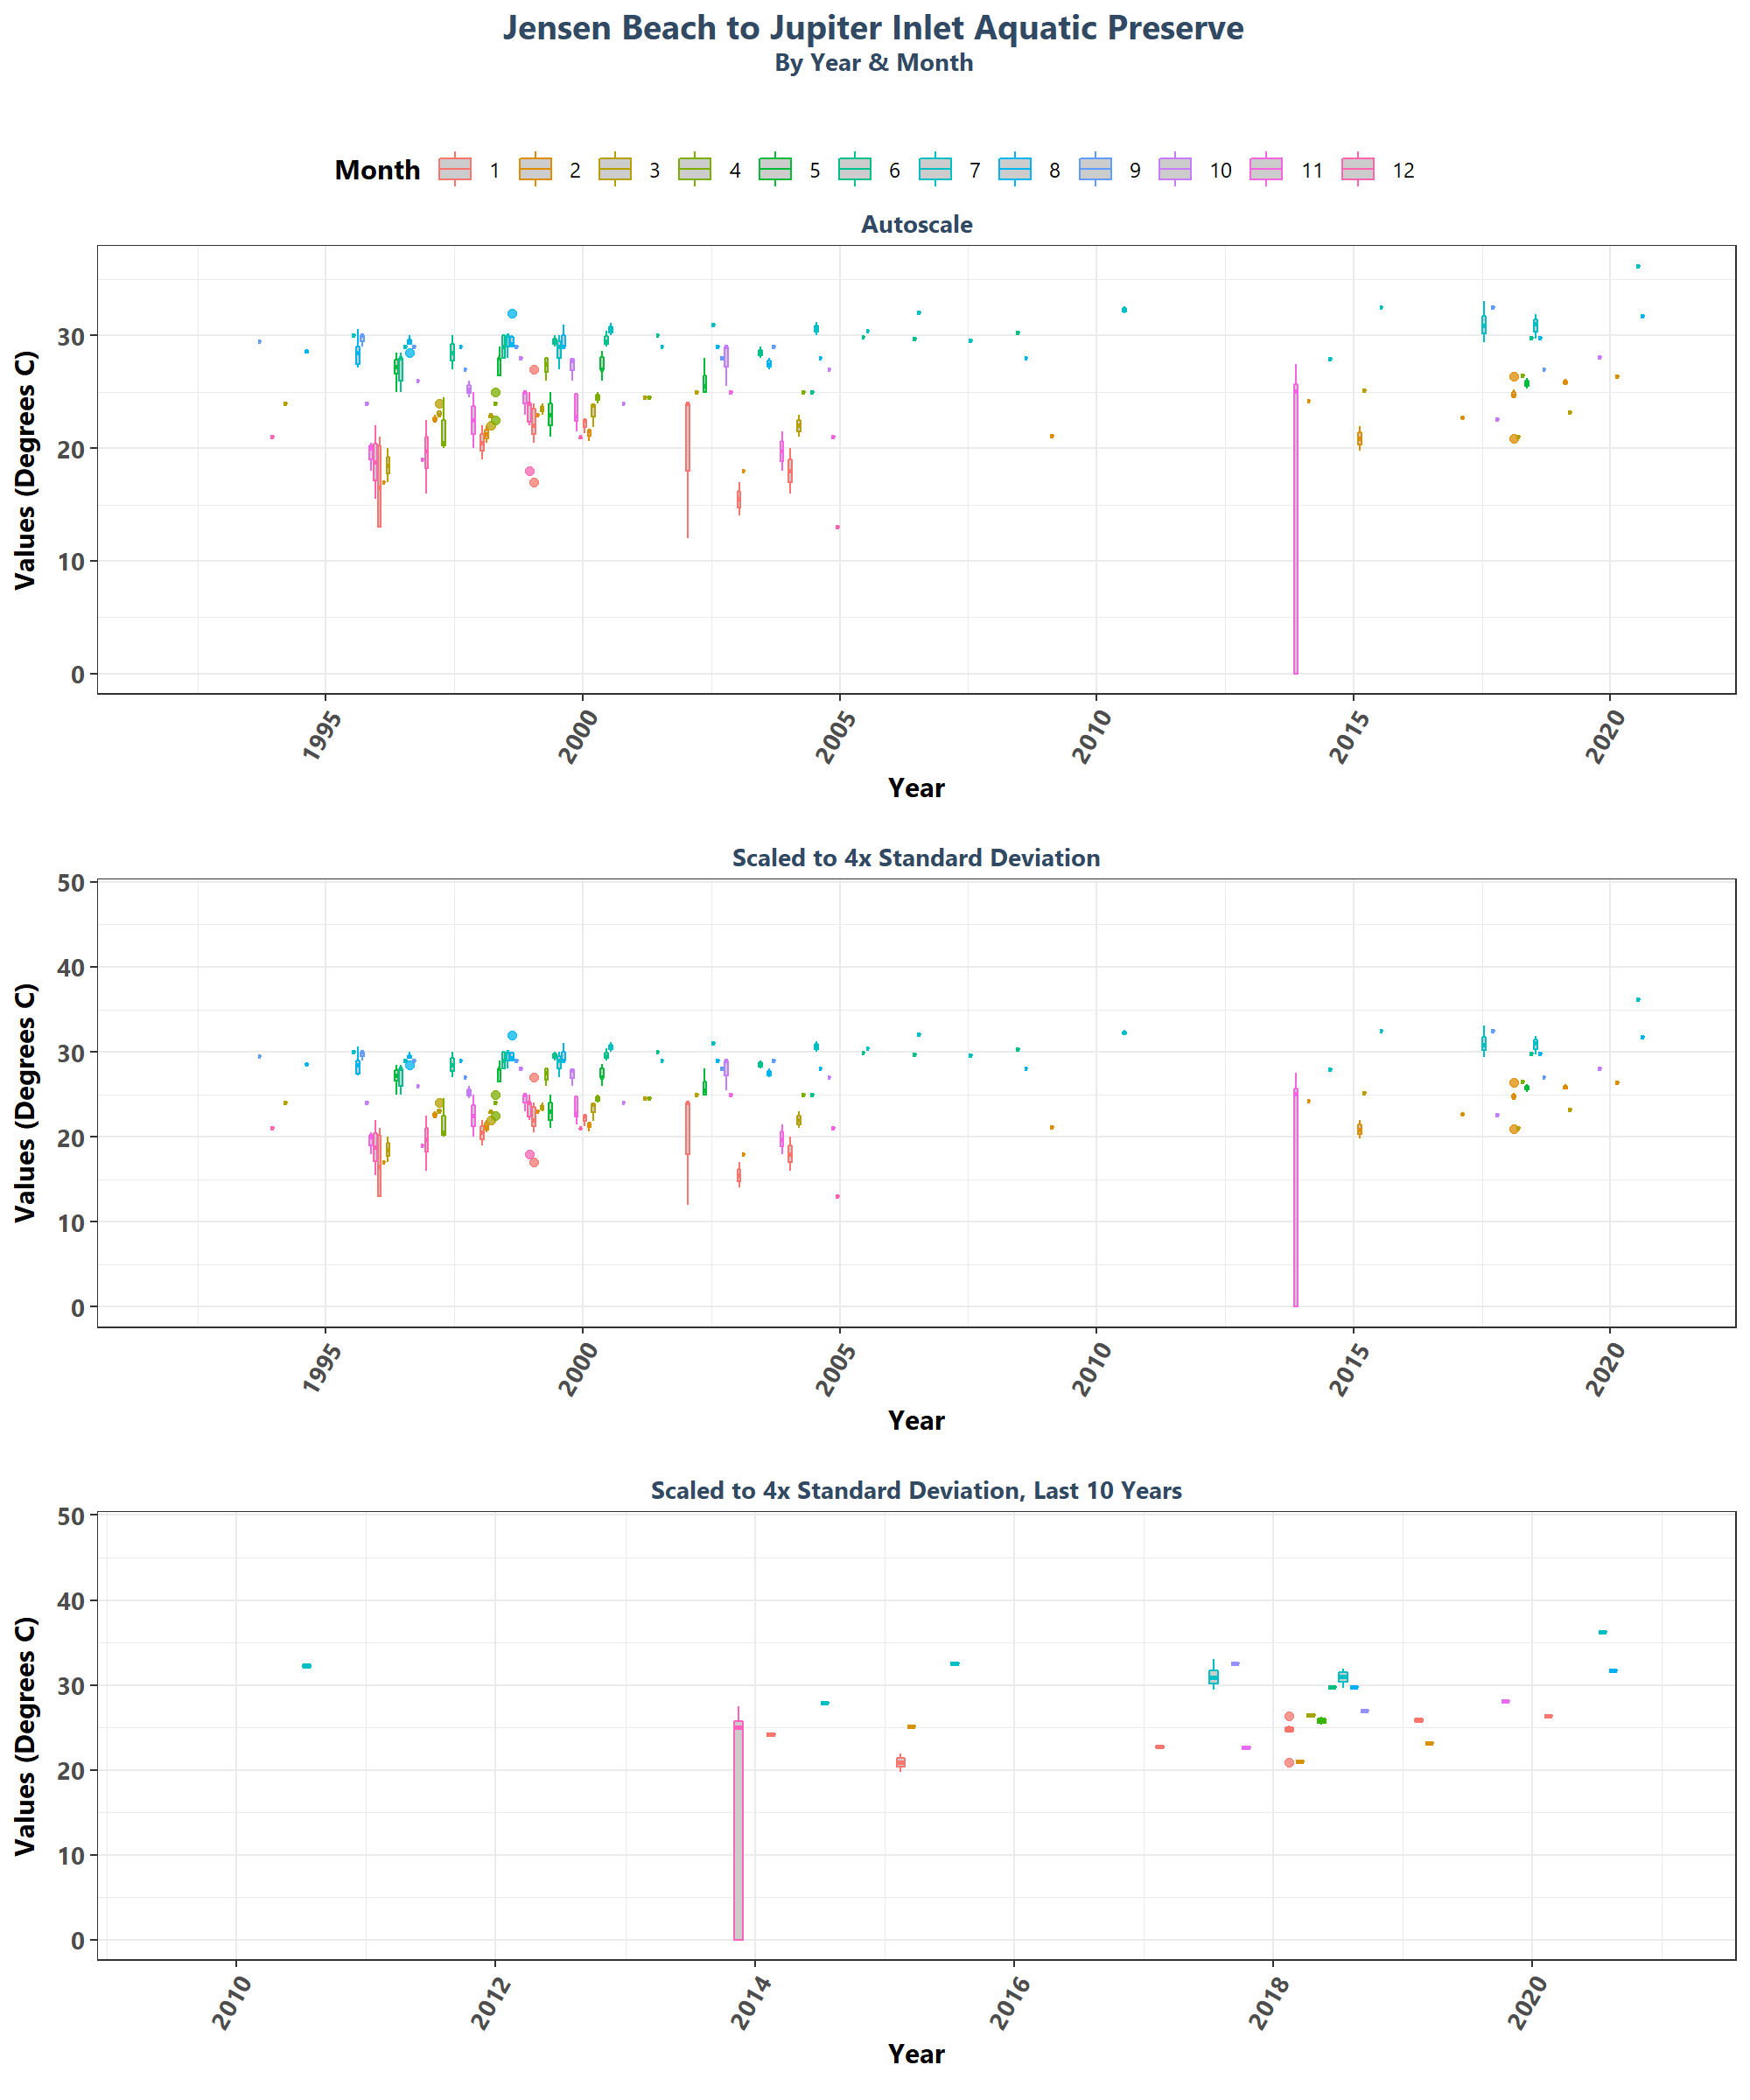 Jensen Beach to Jupiter Inlet Aquatic Preserve
By Year & Month
Month 1 2 3 4 5 6 7 8 9 10 11 12
Autoscale
Values (Degrees C)
30
20
10
0
1995 2000 2005 2010 2015 2020
Year
Scaled to 4x Standard Deviation
Values (Degrees C)
50
40
30
20
10
0
1995 2000 2005 2010 2015 2020
Year
Scaled to 4x Standard Deviation, Last 10 Years
Values (Degrees C)
50
40
30
20
10
0
2010 2012 2014 2016 2018 2020
Year